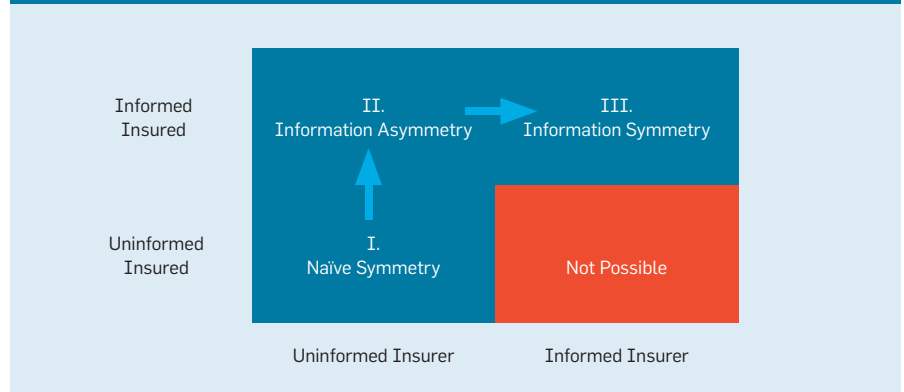 Informed
Insured
II.
Information Asymmetry
III.
Information Symmetry
Uninformed
Insured
I.
Naïve Symmetry
Not Possible
Uninformed Insurer
Informed Insurer